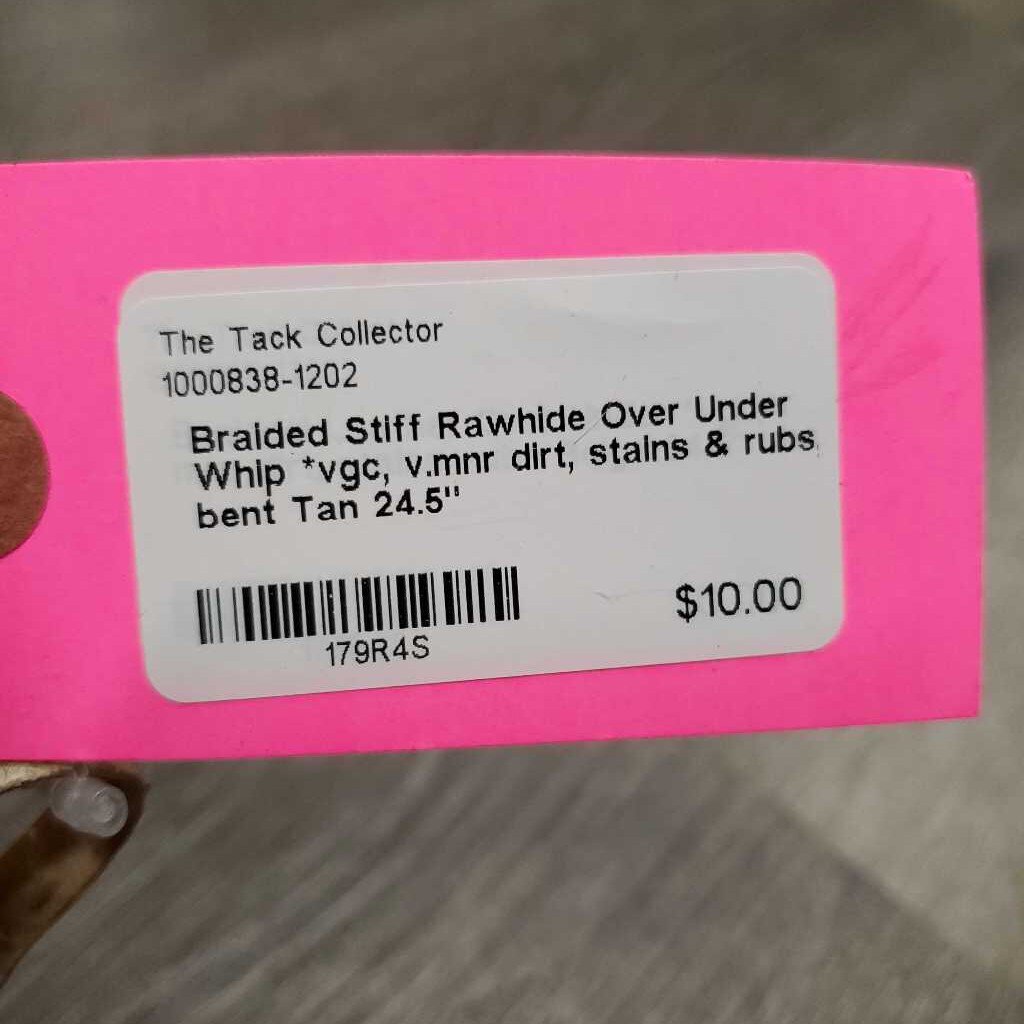 The Tack Collector
1000838-1202
Braided Stiff Rawhide Over Under
Whip *vgc, v.mnr dirt, stains & rubs,
bent Tan 24.5"
179R4S
$10.00